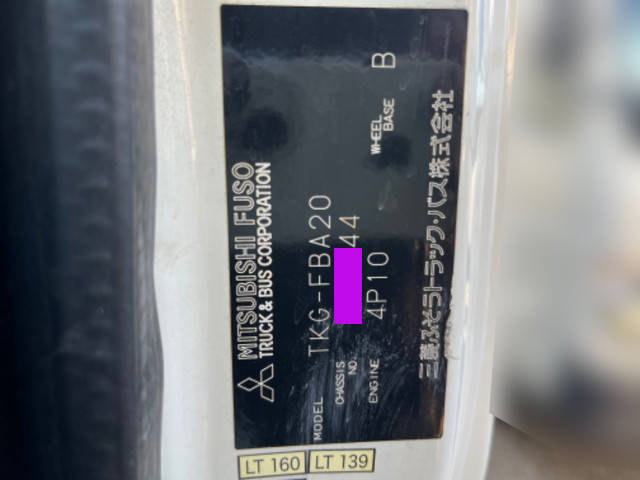 MITSUBISHI FUSO
TRUCK & BUS CORPORATION
MODEL TKG-FBA20
CHASSIS NO. 44
ENGINE 4P10 WHEEL BASE B
三菱ふそうトラック・バス株式会社
LT 160
LT 139